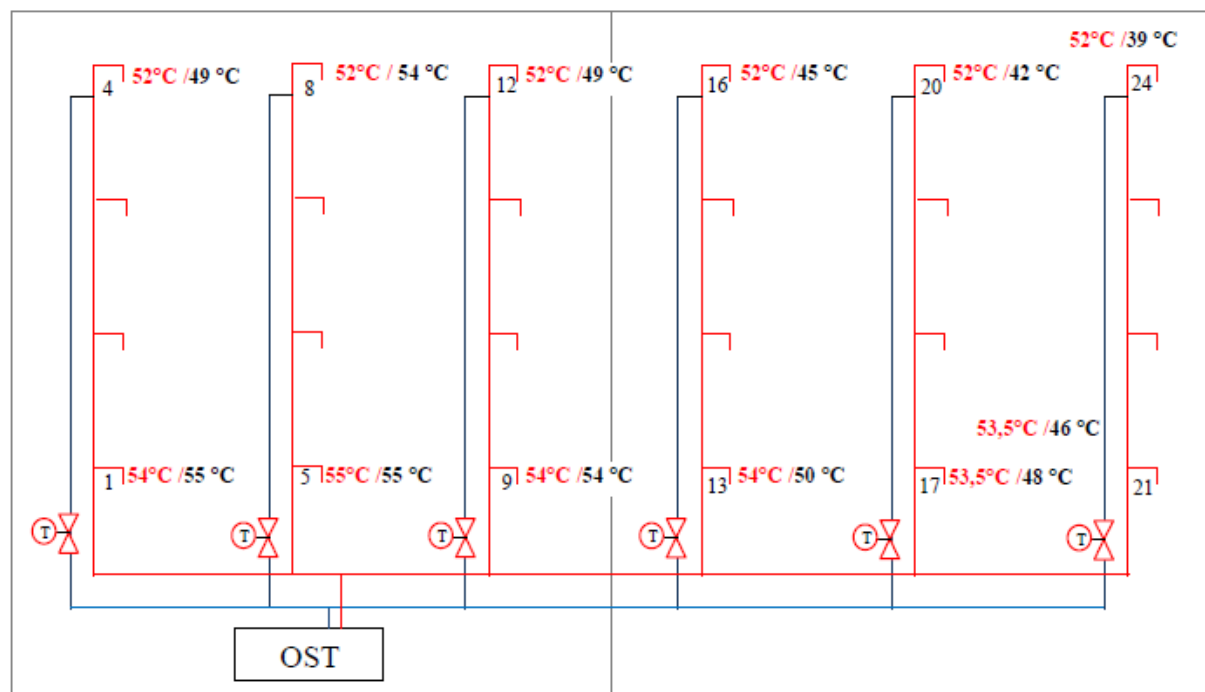 52°C /39 °C
4 52°C /49 °C
8 52°C / 54 °C
12 52°C /49 °C
16 52°C /45 °C
20 52°C /42 °C
24
53,5°C /46 °C
1 54°C /55 °C
5 55°C /55 °C
9 54°C /54 °C
13 54°C /50 °C
17 53,5°C /48 °C
21
T
T
T
T
T
T
OST